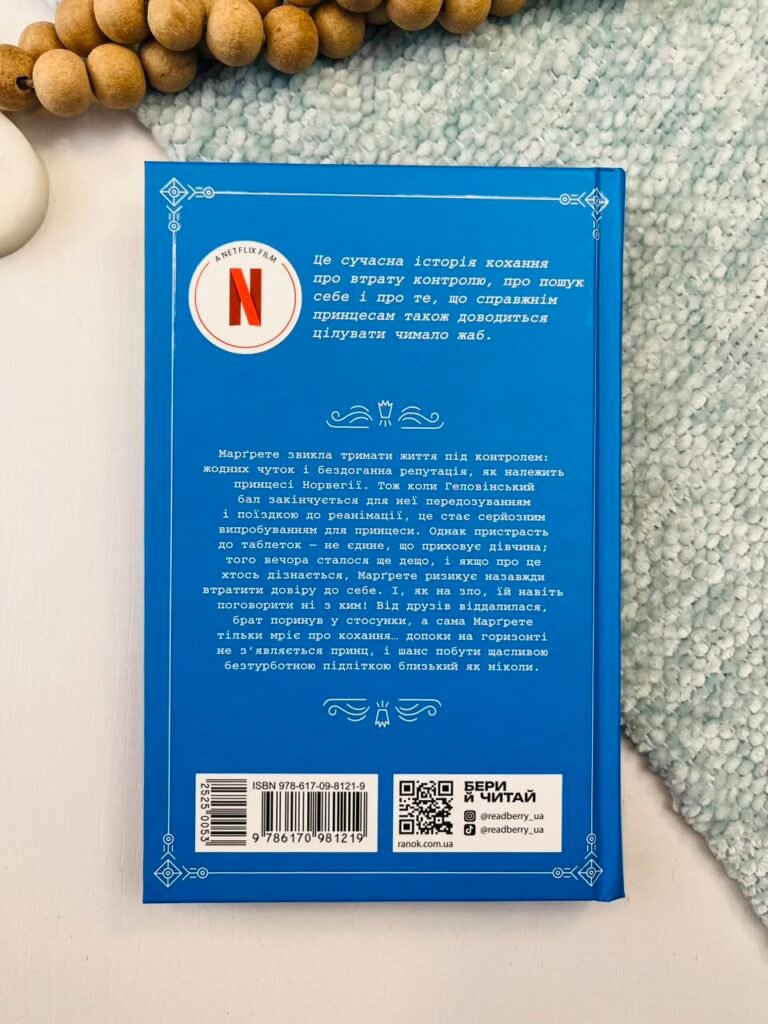 A NETFLIX FILM
N
Це сучасна історія кохання
про втрату контролю, про пошук
себе і про те, що справжнім
принцесам також доводиться
цілувати чимало жаб.
Марґрете звикла тримати життя під контролем:
жодних чуток і бездоганна репутація, як належить
принцесі Норвегії. Тож коли Геловінський
бал закінчується для неї передозуванням
і поїздкою до реанімації, це стає серйозним
випробуванням для принцеси. Однак пристрасть
до таблеток — не єдине, що приховує дівчина;
того вечора сталося ще дещо, і якщо про це
хтось дізнається, Марґрете ризикує назавжди
втратити довіру до себе. І, як на зло, їй навіть
поговорити ні з ким! Від друзів віддалилася,
брат поринув у стосунки, а сама Марґрете
тільки мріє про кохання… допоки на горизонті
не з’являється принц, і шанс побути щасливою
безтурботною підліткою близький як ніколи.
2525 0053
ISBN 978-617-09-8121-9
9 786170 981219
БЕРИ
Й ЧИТАЙ
@readberry_ua
@readberry_ua
ranok.com.ua